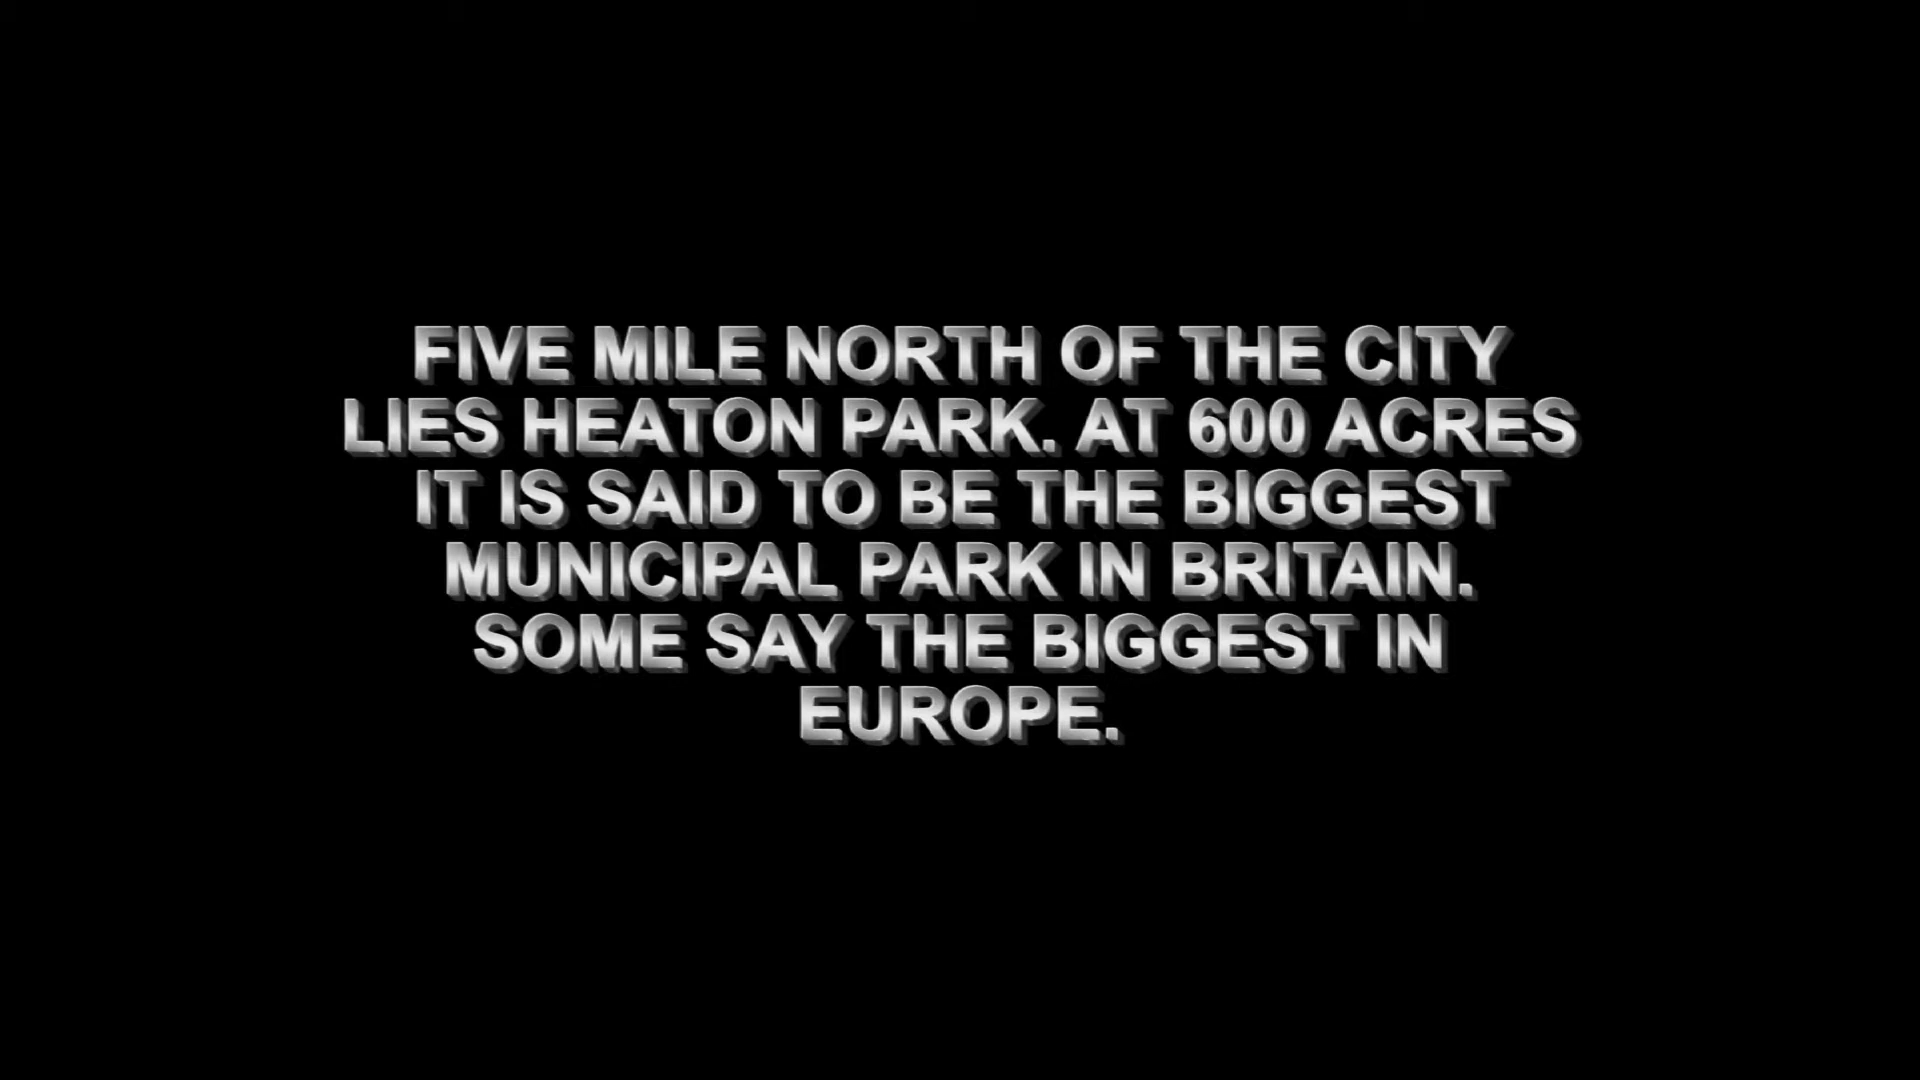 FIVE MILE NORTH OF THE CITY
LIES HEATON PARK. AT 600 ACRES
IT IS SAID TO BE THE BIGGEST
MUNICIPAL PARK IN BRITAIN.
SOME SAY THE BIGGEST IN
EUROPE.